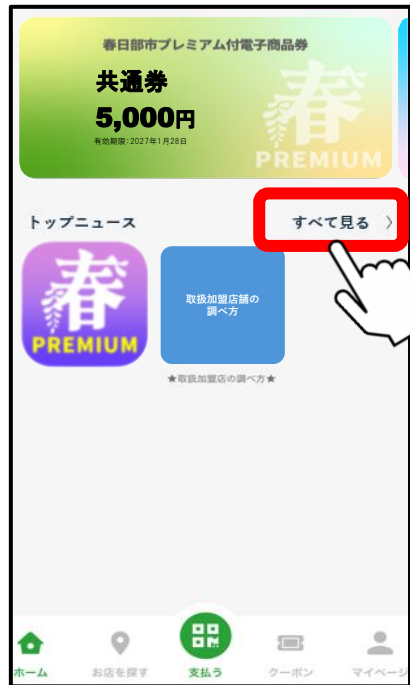 春日部市プレミアム付電子商品券
共通券
5,000円
有効期限：2027年1月28日
春
PREMIUM
トップニュース
すべて見る 〉
春
PREMIUM
取扱加盟店舗の
調べ方
★取扱加盟店の調べ方★
ホーム
お店を探す
支払う
クーポン
マイページ